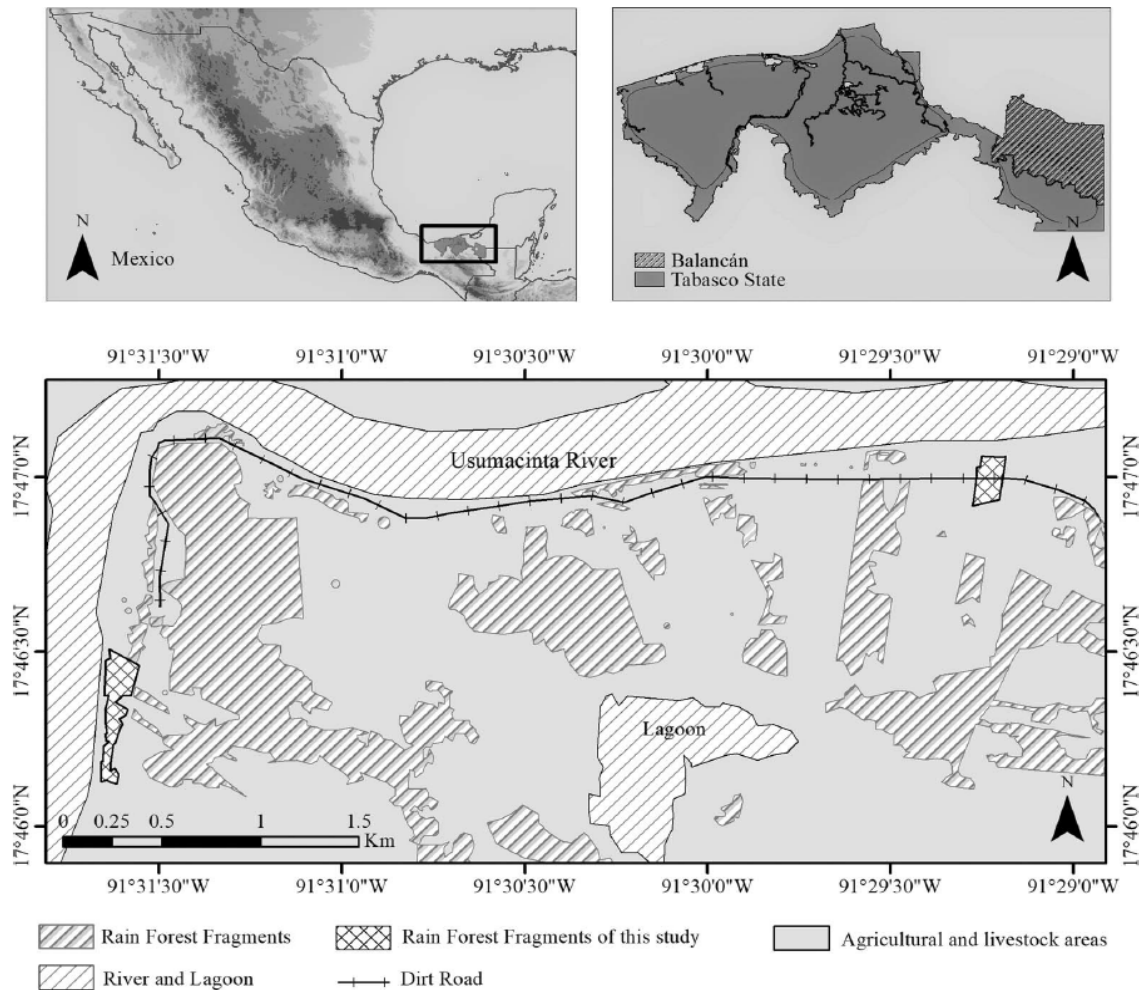 N
Mexico
N
Balancán
Tabasco State
91°31'30"W 91°31'0"W 91°30'30"W 91°30'0"W 91°29'30"W 91°29'0"W
17°47'0"N 17°47'0"N
Usumacinta River
17°46'30"N 17°46'30"N
Lagoon
N
17°46'0"N 17°46'0"N
0 0.25 0.5 1 1.5
Km
91°31'30"W 91°31'0"W 91°30'30"W 91°30'0"W 91°29'30"W 91°29'0"W
Rain Forest Fragments Rain Forest Fragments of this study Agricultural and livestock areas
River and Lagoon Dirt Road